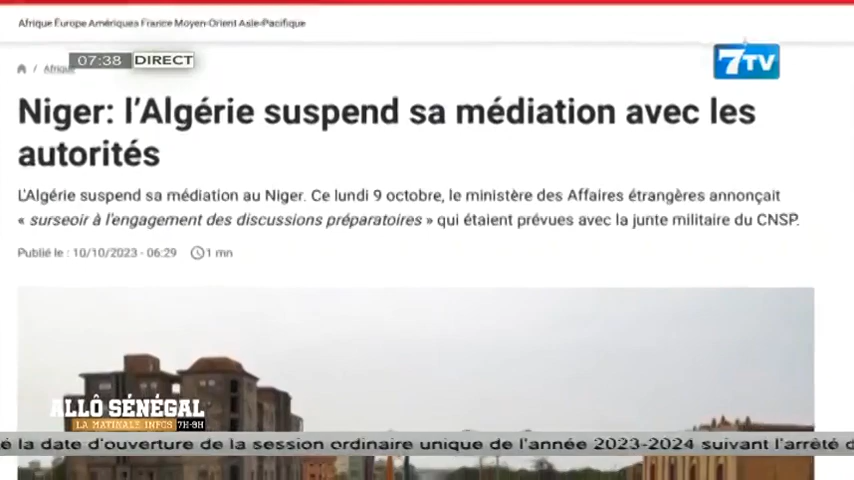 Afrique Europe Amériques France Moyen-Orient Asie-Pacifique
07:38 DIRECT
7TV
/ Afrique
Niger: l'Algérie suspend sa médiation avec les
autorités
L'Algérie suspend sa médiation au Niger. Ce lundi 9 octobre, le ministère des Affaires étrangères annonçait
« surseoir à l'engagement des discussions préparatoires » qui étaient prévues avec la junte militaire du CNSP.
Publié le : 10/10/2023 - 06:29 1 mn
ALLÔ SÉNÉGAL
LA MATINALE INFOS 7H-9H
é la date d'ouverture de la session ordinaire unique de l'année 2023-2024 suivant l'arrêté d